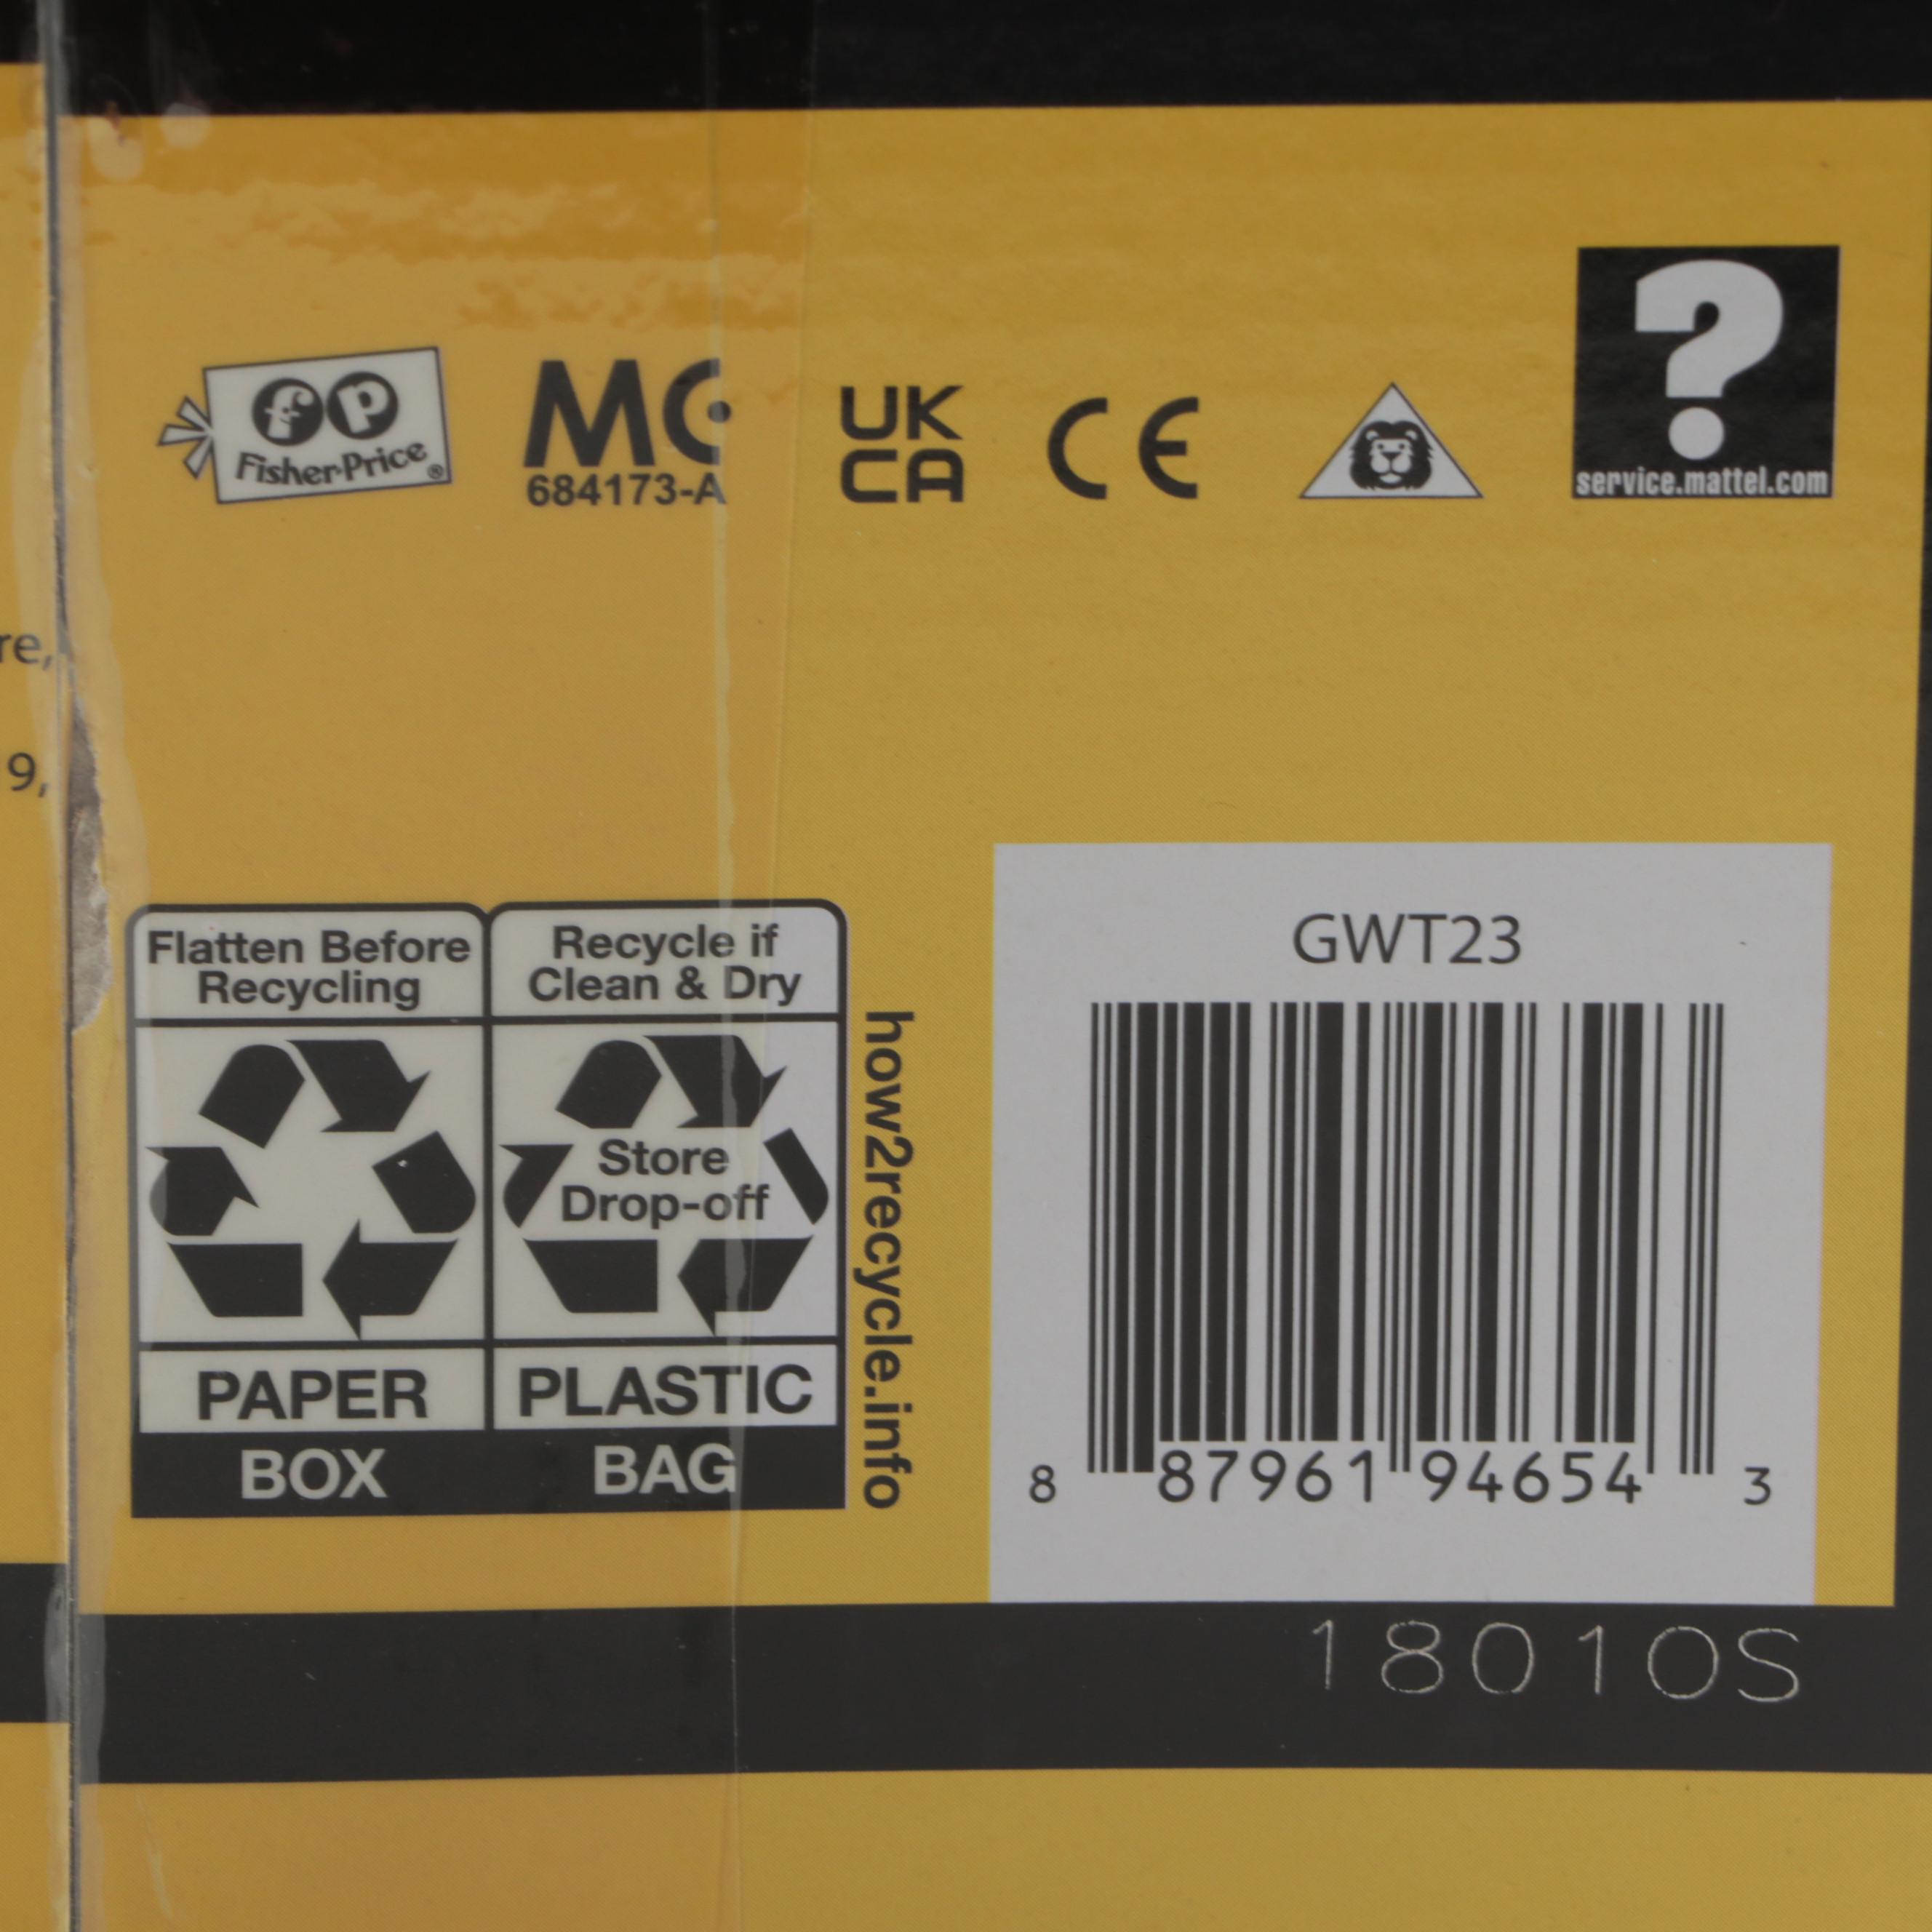 re,
9,
fp
Fisher-Price®
MC
684173-A
UK
CA
CE
?
service.mattel.com
Flatten Before
Recycling
PAPER
BOX
Recycle if
Clean & Dry
Store
Drop-off
PLASTIC
BAG
how2recycle.info
GWT23
8 87961 94654 3
18010S